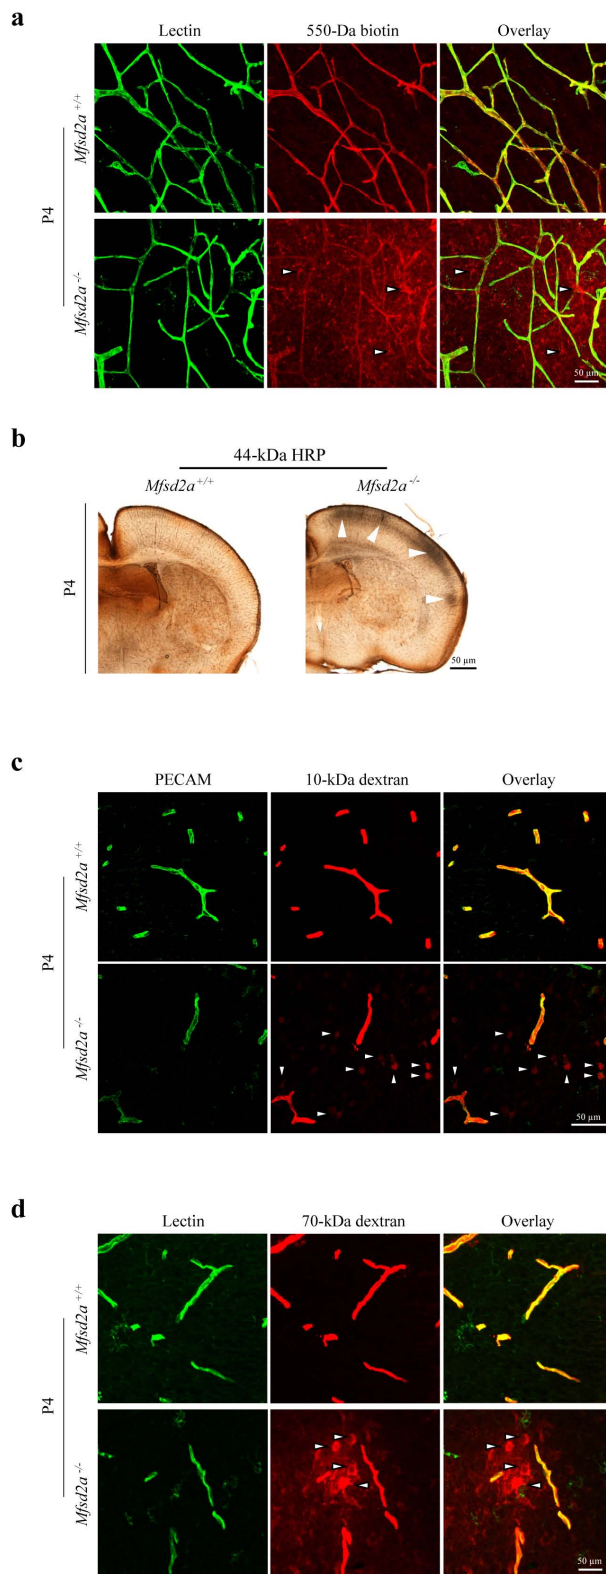 a
Lectin 550-Da biotin Overlay
P4
Mfsd2a +/+
Mfsd2a -/-
50 µm
b
44-kDa HRP
Mfsd2a +/+ Mfsd2a -/-
P4
50 µm
c
PECAM 10-kDa dextran Overlay
P4
Mfsd2a +/+
Mfsd2a -/-
50 µm
d
Lectin 70-kDa dextran Overlay
P4
Mfsd2a +/+
Mfsd2a -/-
50 µm